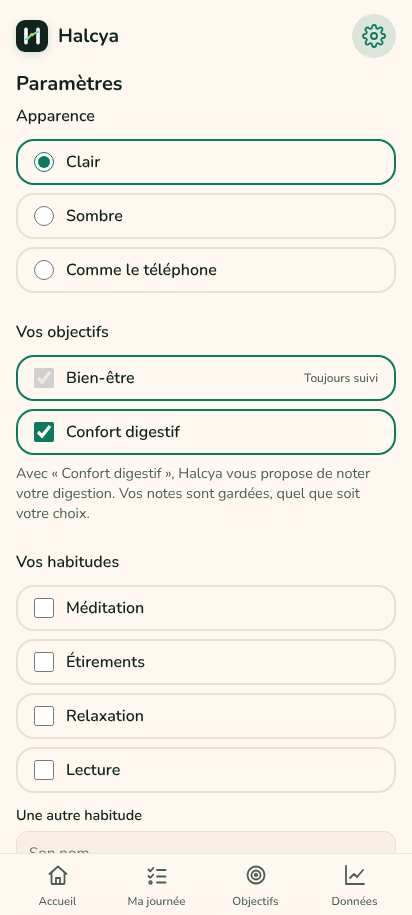 Halcya
Paramètres
Apparence
Clair
Sombre
Comme le téléphone
Vos objectifs
Bien-être
Toujours suivi
Confort digestif
Avec « Confort digestif », Halcya vous propose de noter
votre digestion. Vos notes sont gardées, quel que soit
votre choix.
Vos habitudes
Méditation
Étirements
Relaxation
Lecture
Une autre habitude
Son nom
Accueil
Ma journée
Objectifs
Données